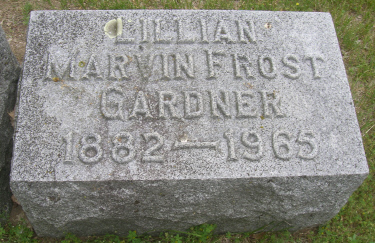 LILLIAN
MARVIN FROST
GARDNER
1882 — 1965